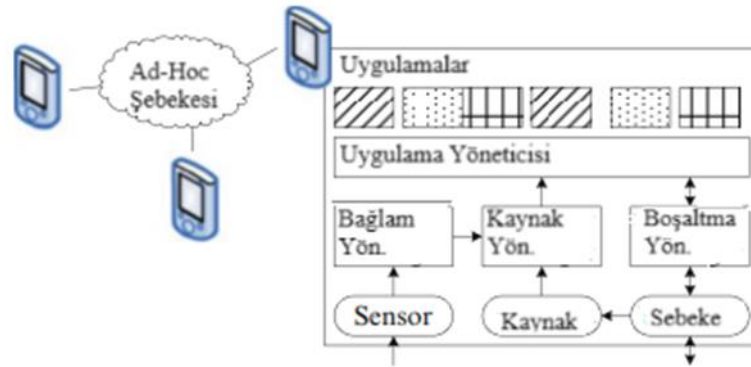 Ad-Hoc
Şebekesi
Uygulamalar
Uygulama Yöneticisi
Bağlam
Yön.
Kaynak
Yön.
Boşaltma
Yön.
Sensor
Kaynak
Sebeke